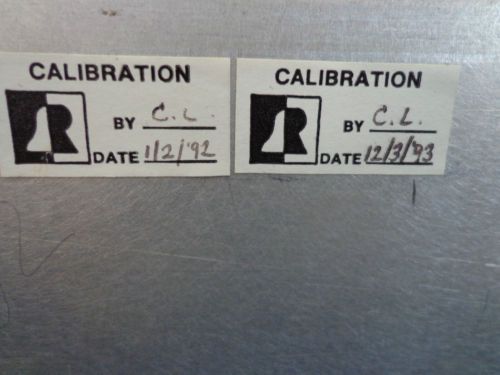 CALIBRATION
R
BY C.L.
DATE 1/2/'92
CALIBRATION
R
BY C.L.
DATE 12/3/'93